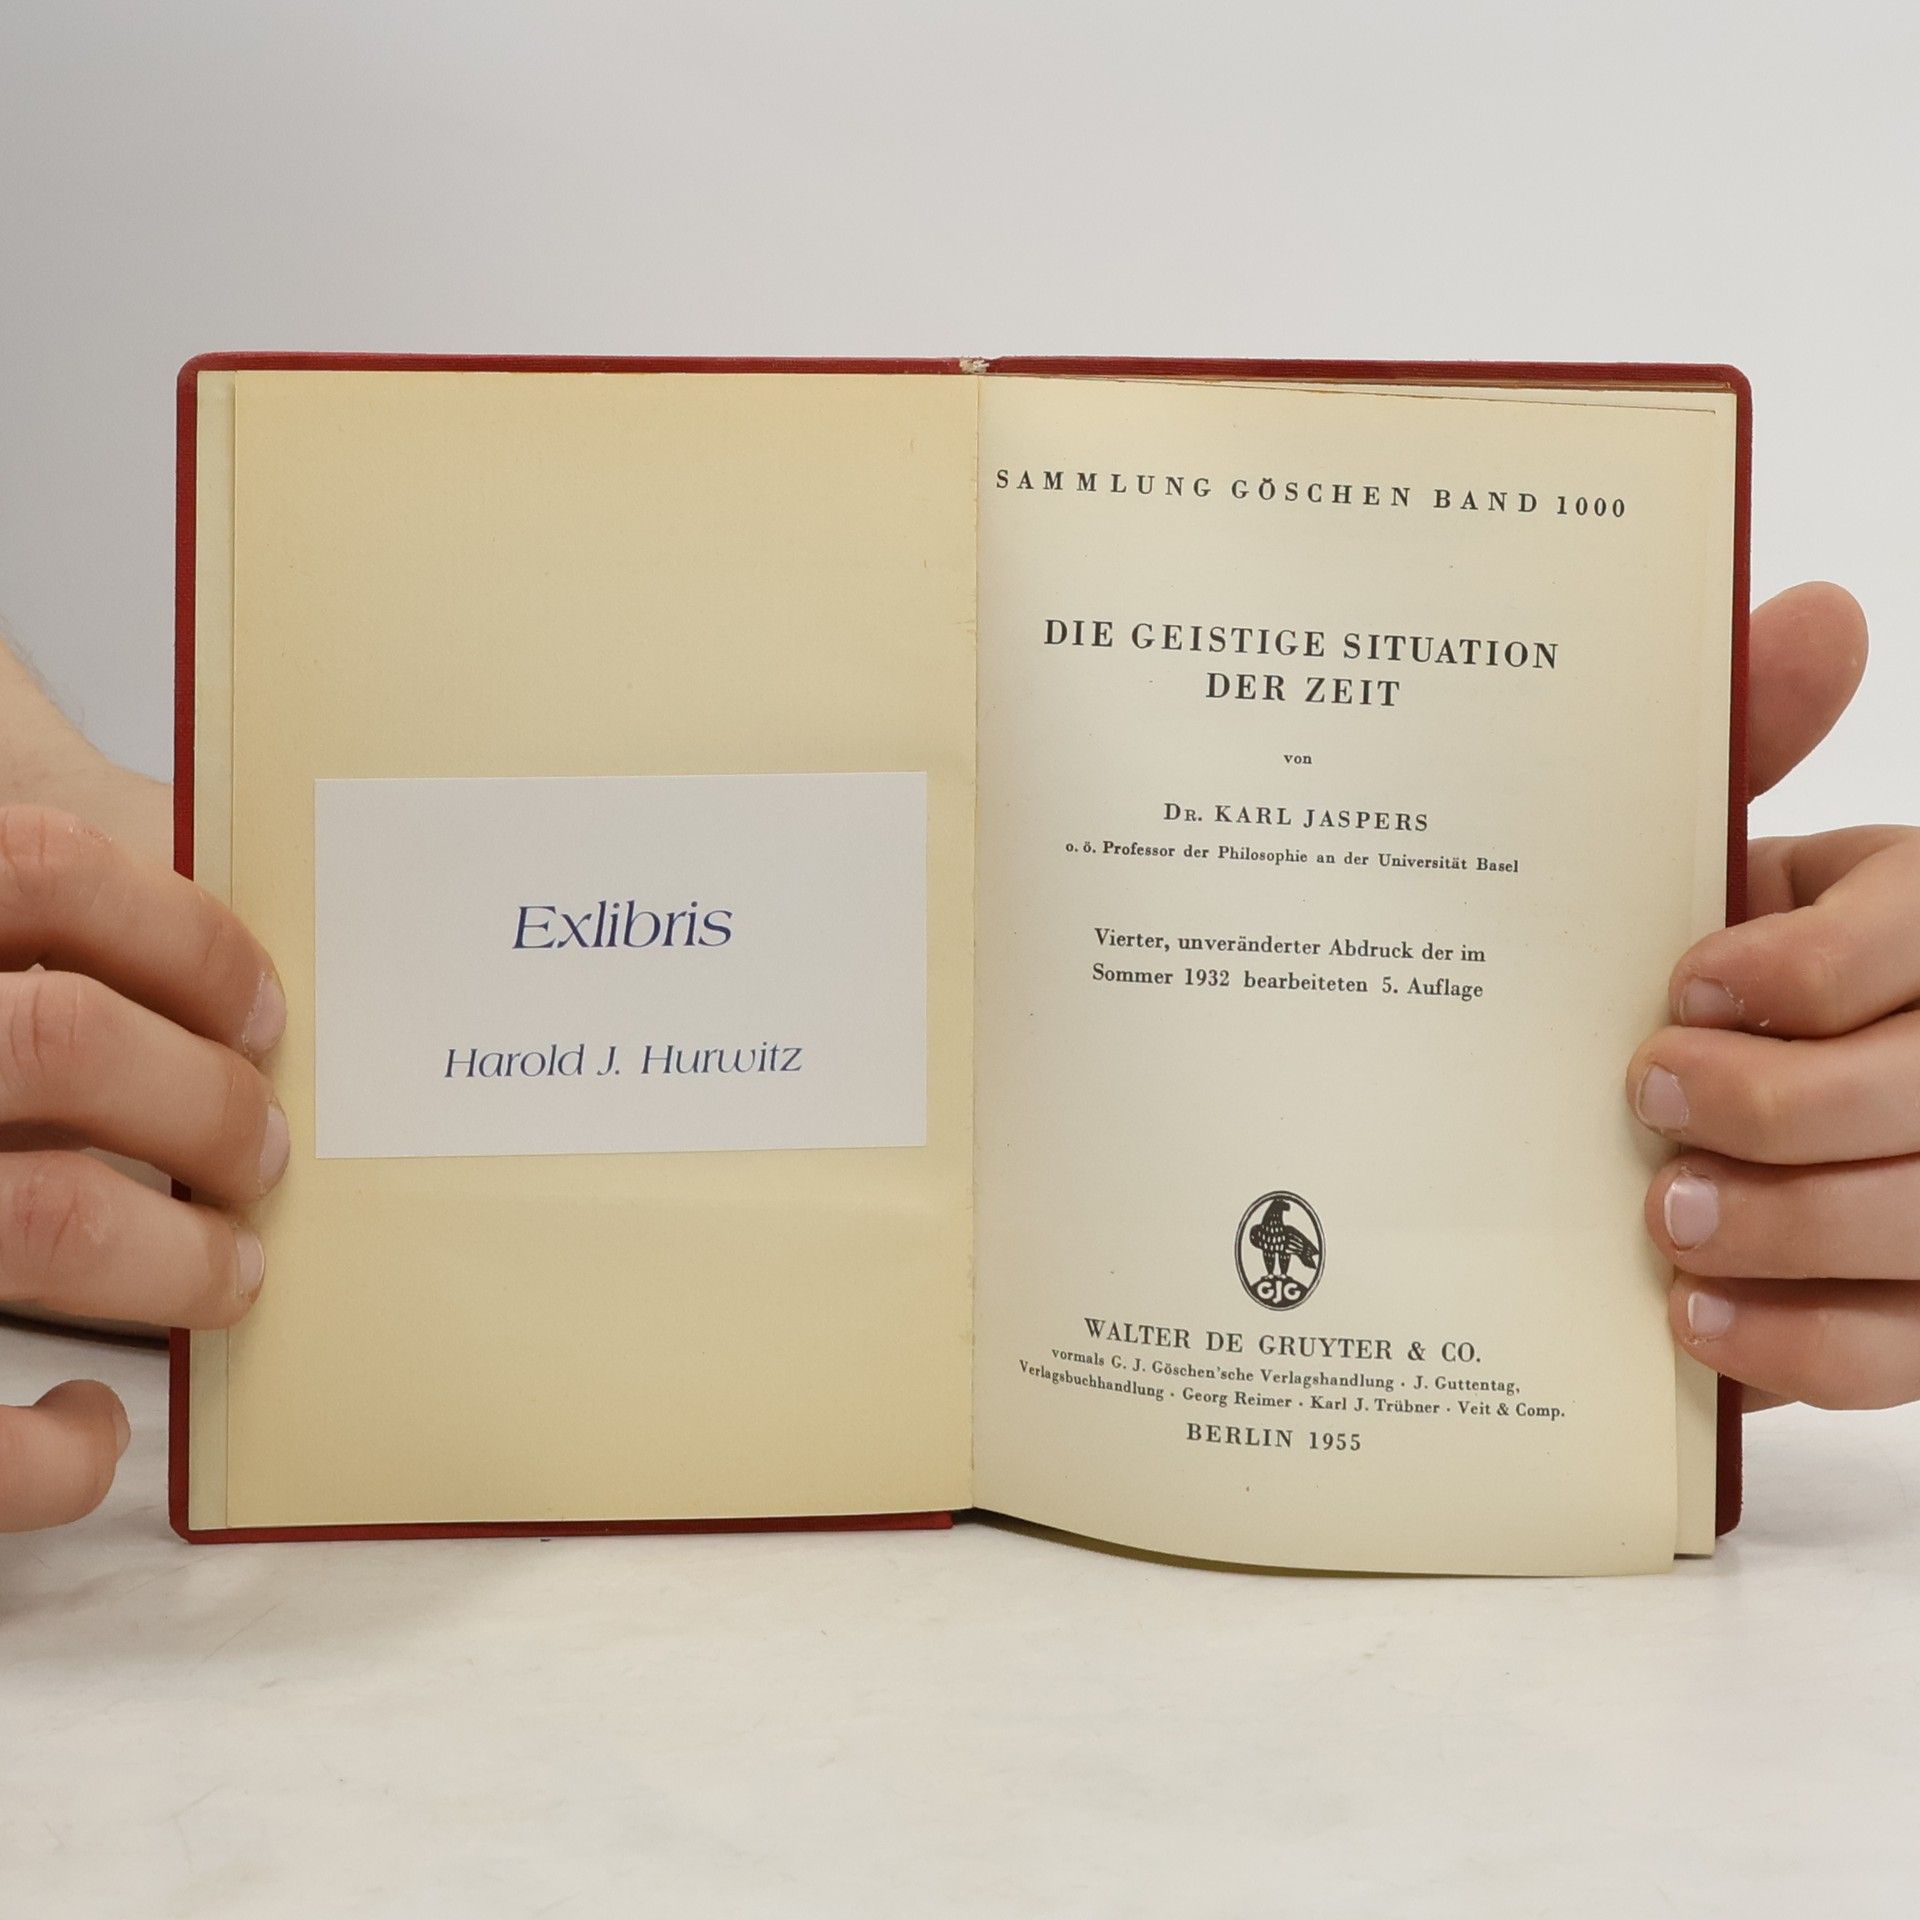 Exlibris
Harold J. Hurwitz
SAMMLUNG GÖSCHEN BAND 1000
DIE GEISTIGE SITUATION
DER ZEIT
von
DR. KARL JASPERS
o. ö. Professor der Philosophie an der Universität Basel
Vierter, unveränderter Abdruck der im
Sommer 1932 bearbeiteten 5. Auflage
GJG
WALTER DE GRUYTER & CO.
vormals G. J. Göschen'sche Verlagshandlung · J. Guttentag,
Verlagsbuchhandlung · Georg Reimer · Karl J. Trübner · Veit & Comp.
BERLIN 1955